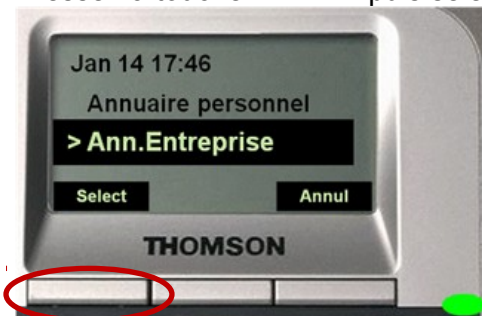 Jan 14 17:46
Annuaire personnel
> Ann.Entreprise
Select Annul
THOMSON